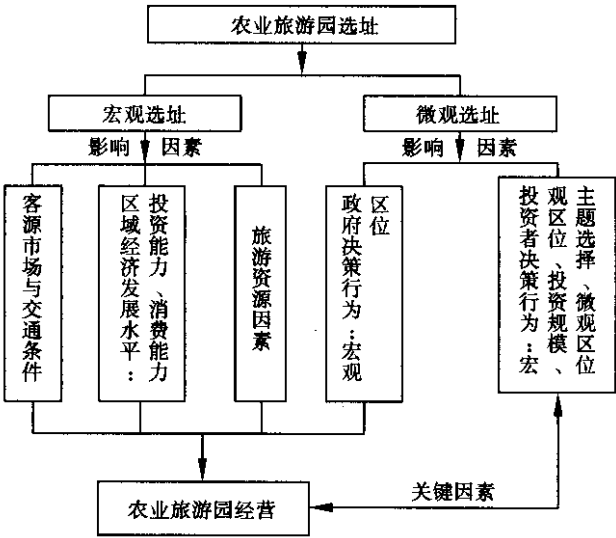 农业旅游园选址
宏观选址
微观选址
影响 因素
影响 因素
客源市场与交通条件
区域经济发展水平：
投资能力、消费能力
旅游资源因素
政府决策行为：宏观
区位
投资者决策行为：宏
观区位、投资规模、
主题选择、微观区位
关键因素
农业旅游园经营